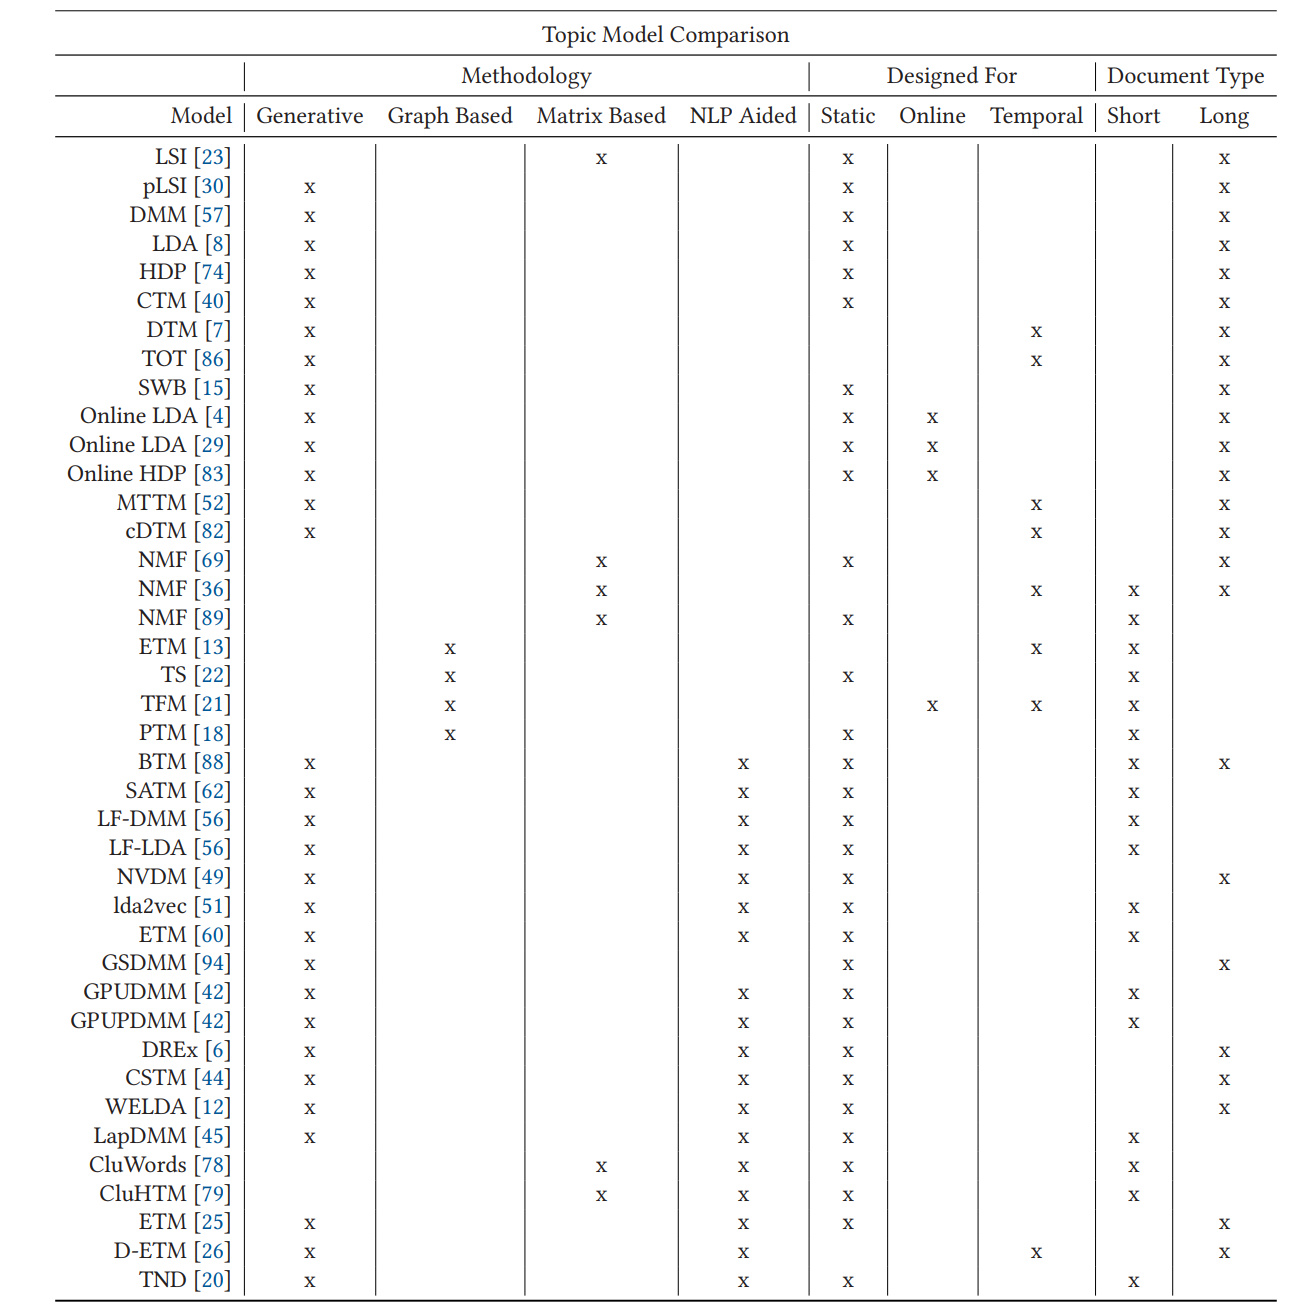 Topic Model Comparison
Methodology Designed For Document Type
Model Generative Graph Based Matrix Based NLP Aided Static Online Temporal Short Long
LSI [23] x x x
pLSI [30] x x x
DMM [57] x x x
LDA [8] x x x
HDP [74] x x x
CTM [40] x x x
DTM [7] x x x
TOT [86] x x x
SWB [15] x x x
Online LDA [4] x x x x
Online LDA [29] x x x x
Online HDP [83] x x x x
MTTM [52] x x x
cDTM [82] x x x
NMF [69] x x x
NMF [36] x x x x
NMF [89] x x x
ETM [13] x x x
TS [22] x x x
TFM [21] x x x x
PTM [18] x x x
BTM [88] x x x x x
SATM [62] x x x x
LF-DMM [56] x x x x
LF-LDA [56] x x x x
NVDM [49] x x x x
lda2vec [51] x x x x
ETM [60] x x x x
GSDMM [94] x x x
GPUDMM [42] x x x x
GPUPDMM [42] x x x x
DREx [6] x x x x
CSTM [44] x x x x
WELDA [12] x x x x
LapDMM [45] x x x x
CluWords [78] x x x x
CluHTM [79] x x x x
ETM [25] x x x x
D-ETM [26] x x x x
TND [20] x x x x